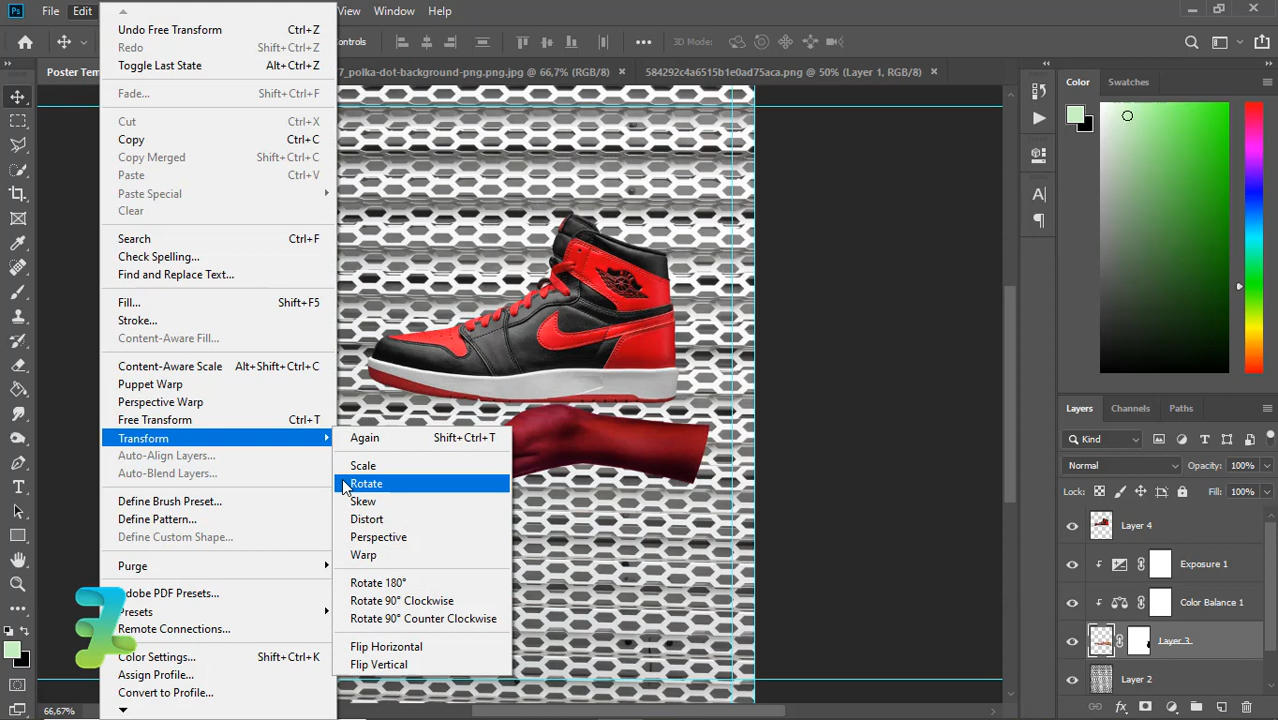 Ps File Edit View Window Help
Controls 3D Mode:
Poster Tem 7_polka-dot-background-png.png.jpg @ 66,7% (RGB/8) × 584292c4a6515b1e0ad75aca.png @ 50% (Layer 1, RGB/8) ×
Undo Free Transform Ctrl+Z
Redo Shift+Ctrl+Z
Toggle Last State Alt+Ctrl+Z
Fade... Shift+Ctrl+F
Cut Ctrl+X
Copy Ctrl+C
Copy Merged Shift+Ctrl+C
Paste Ctrl+V
Paste Special
Clear
Search Ctrl+F
Check Spelling...
Find and Replace Text...
Fill... Shift+F5
Stroke...
Content-Aware Fill...
Content-Aware Scale Alt+Shift+Ctrl+C
Puppet Warp
Perspective Warp
Free Transform Ctrl+T
Transform
Auto-Align Layers...
Auto-Blend Layers...
Define Brush Preset...
Define Pattern...
Define Custom Shape...
Purge
Adobe PDF Presets...
Presets
Remote Connections...
Color Settings... Shift+Ctrl+K
Assign Profile...
Convert to Profile...
Again Shift+Ctrl+T
Scale
Rotate
Skew
Distort
Perspective
Warp
Rotate 180°
Rotate 90° Clockwise
Rotate 90° Counter Clockwise
Flip Horizontal
Flip Vertical
66,67%
Color Swatches
Layers Channels Paths
Kind
Normal Opacity: 100%
Lock: Fill: 100%
Layer 4
Exposure 1
Color Balance 1
Layer 3
Layer 2